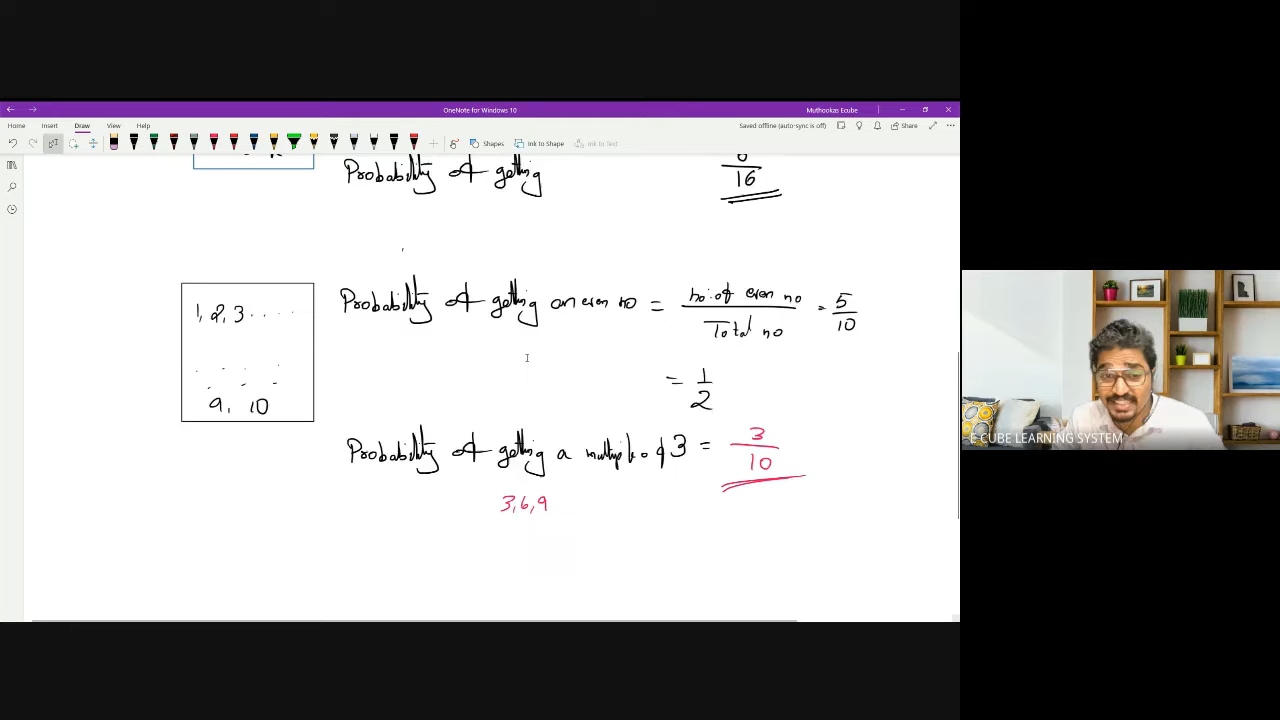 OneNote for Windows 10
Muthookas Ecube
Home Insert Draw View Help
Saved offline (auto-sync is off)
Share
Shapes
Ink to Shape
Ink to Text
Probability of getting
16
1, 2, 3 . . . . .
9, 10
Probability of getting an even no = no: of even no / Total no = 5/10
= 1/2
Probability of getting a multiple of 3 = 3/10
3, 6, 9
E CUBE LEARNING SYSTEM